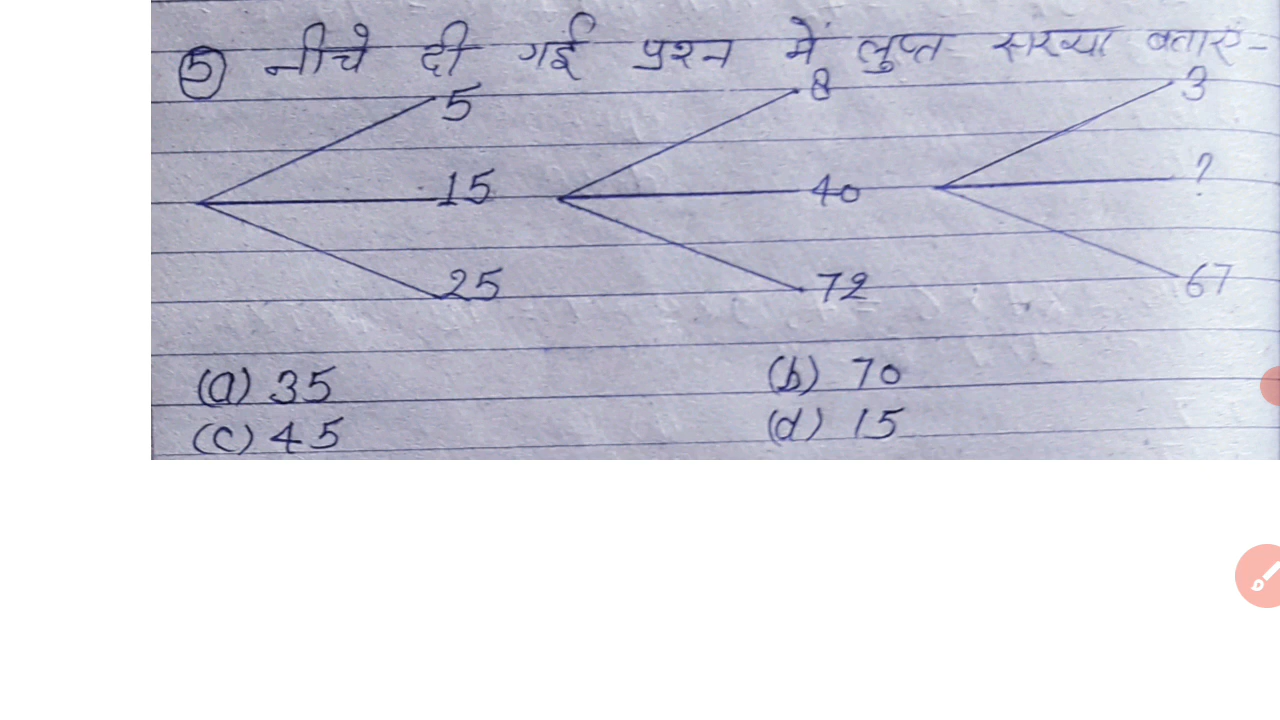 ⑤ नीचे दी गई प्रश्न में लुप्त संख्या बताएं-
5 8 3
15 40 ?
25 72 67
(a) 35 (b) 70
(c) 45 (d) 15